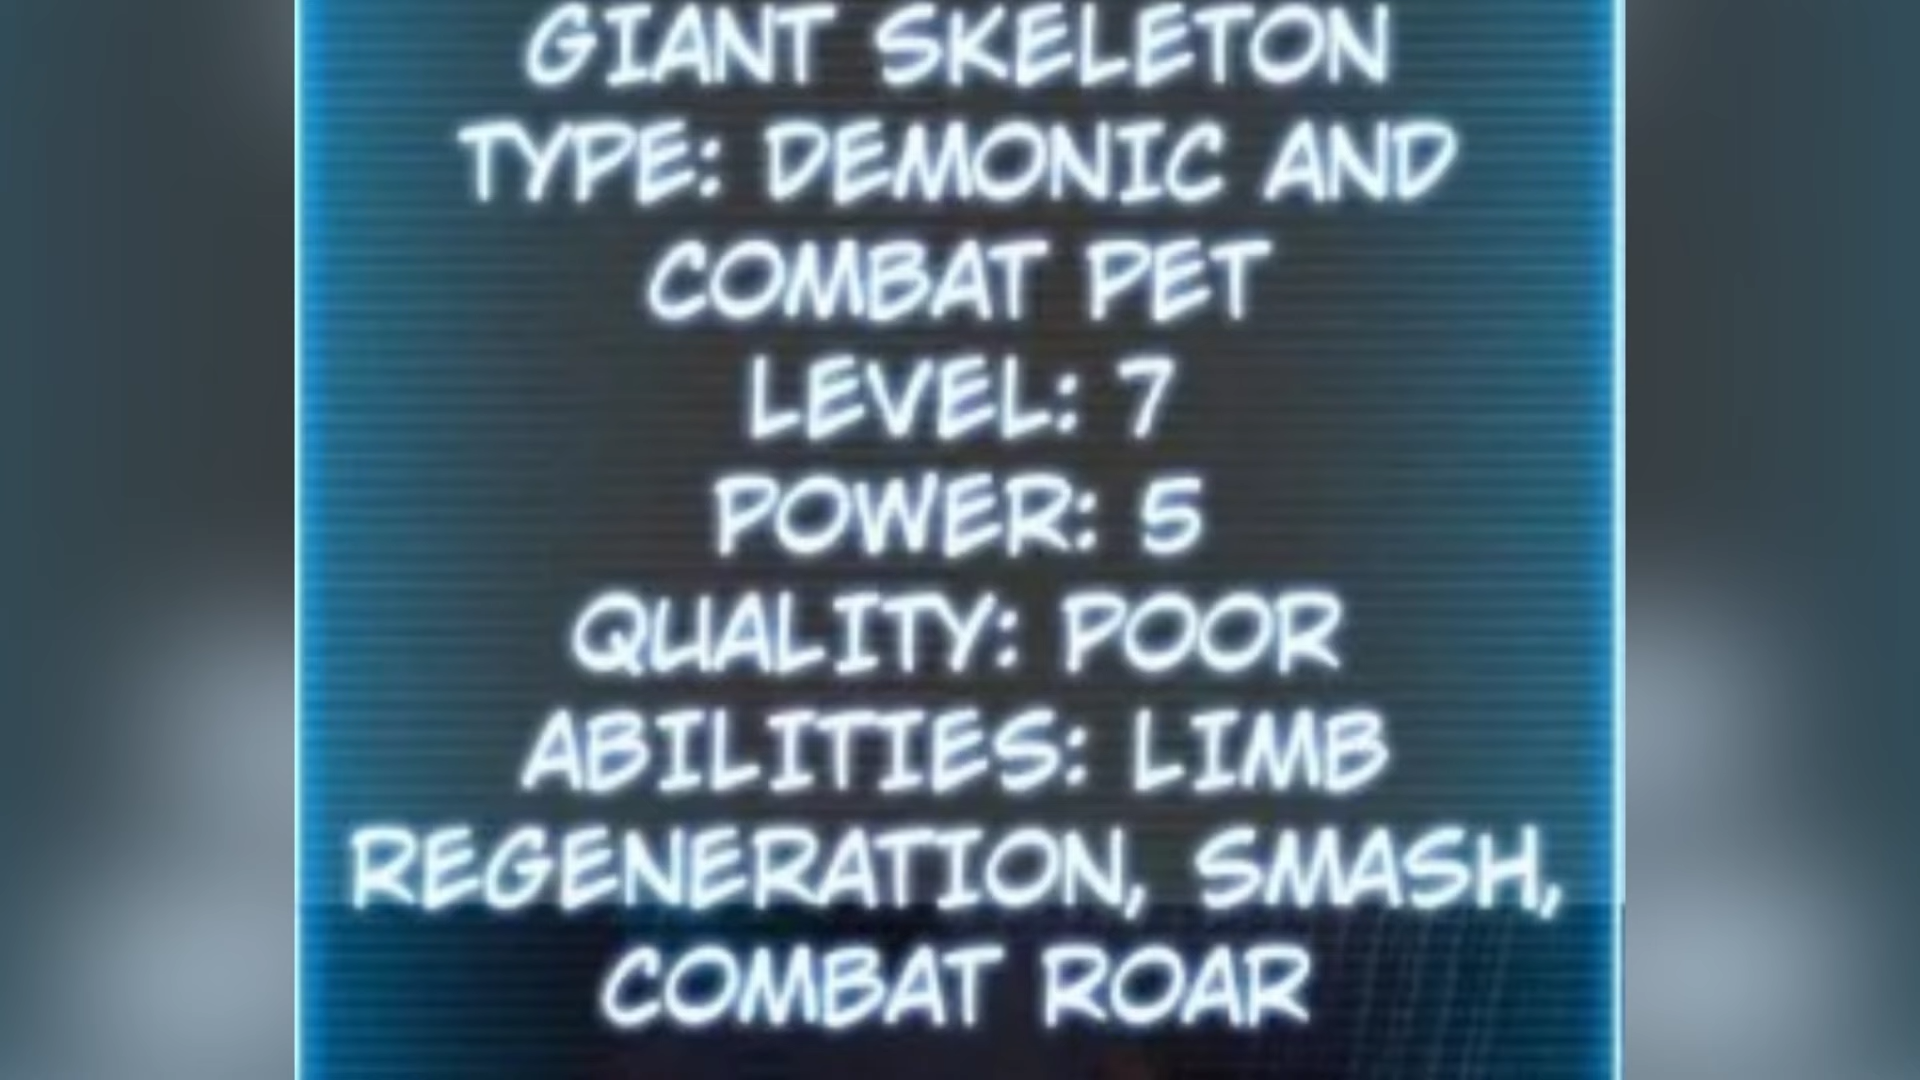 GIANT SKELETON
TYPE: DEMONIC AND
COMBAT PET
LEVEL: 7
POWER: 5
QUALITY: POOR
ABILITIES: LIMB
REGENERATION, SMASH,
COMBAT ROAR